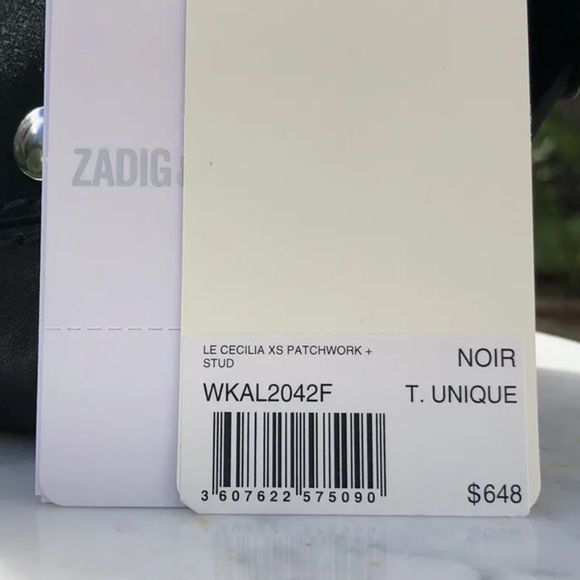 ZADIG
LE CECILIA XS PATCHWORK +
STUD
NOIR
WKAL2042F
T. UNIQUE
3 607622 575090
$648